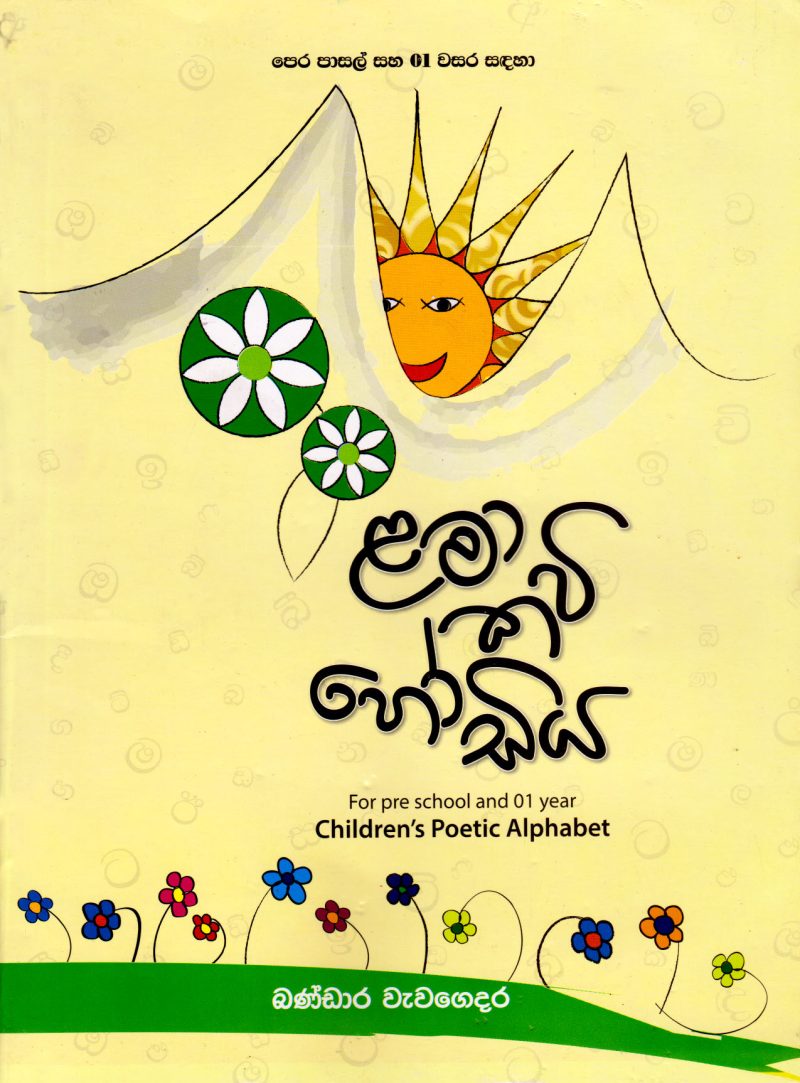 පෙර පාසල් සහ 01 වසර සඳහා
ළමා කවි
හෝඩිය
For pre school and 01 year
Children's Poetic Alphabet
බණ්ඩාර වැවගෙදර